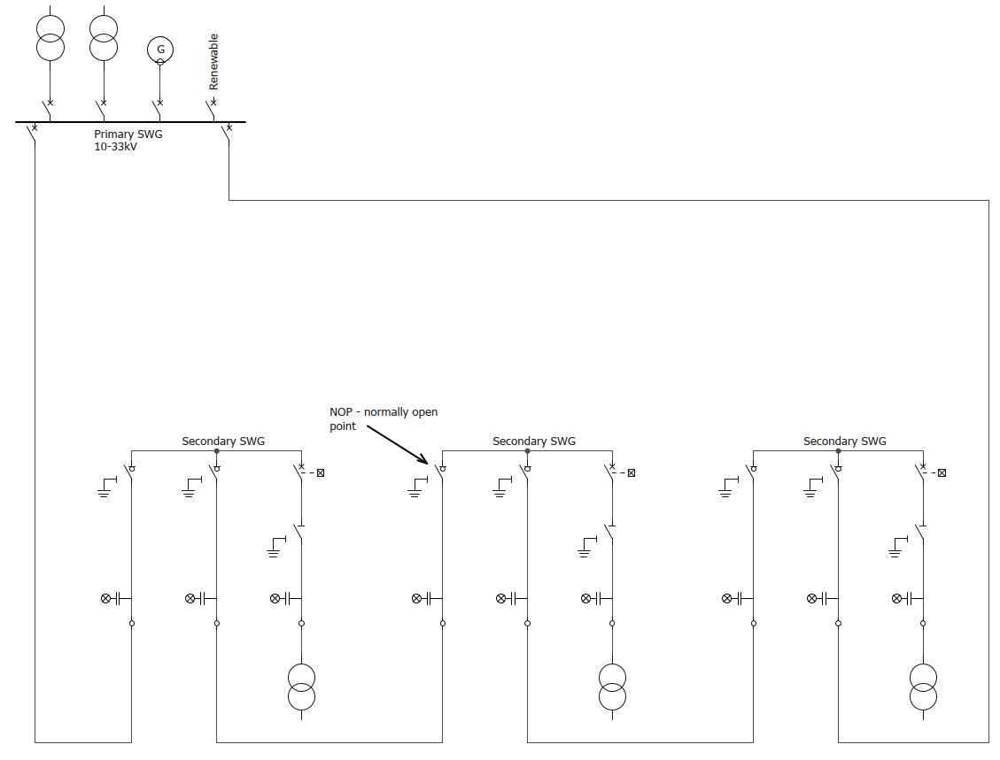 G
Renewable
Primary SWG
10-33kV
NOP - normally open
point
Secondary SWG
Secondary SWG
Secondary SWG